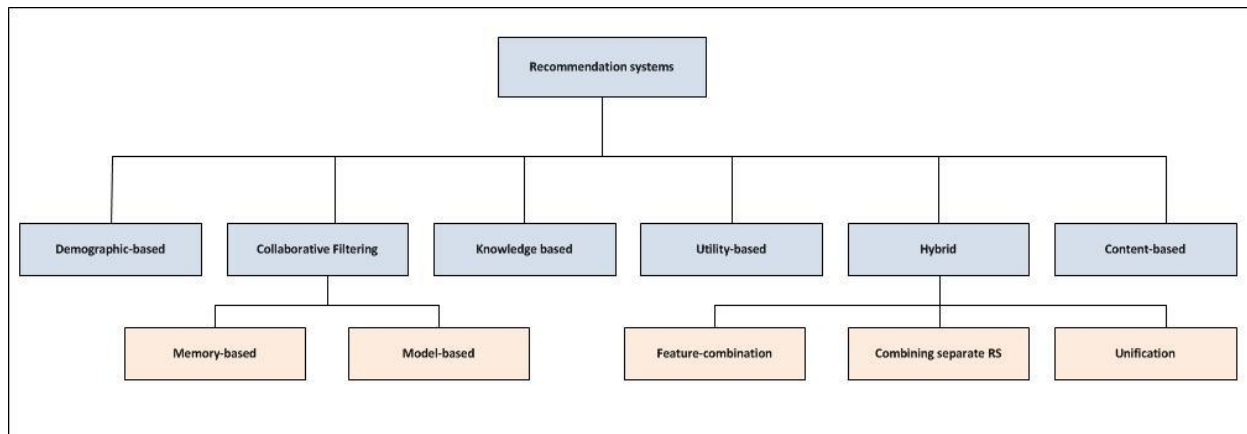 Recommendation systems
Demographic-based
Collaborative Filtering
Knowledge based
Utility-based
Hybrid
Content-based
Memory-based
Model-based
Feature-combination
Combining separate RS
Unification